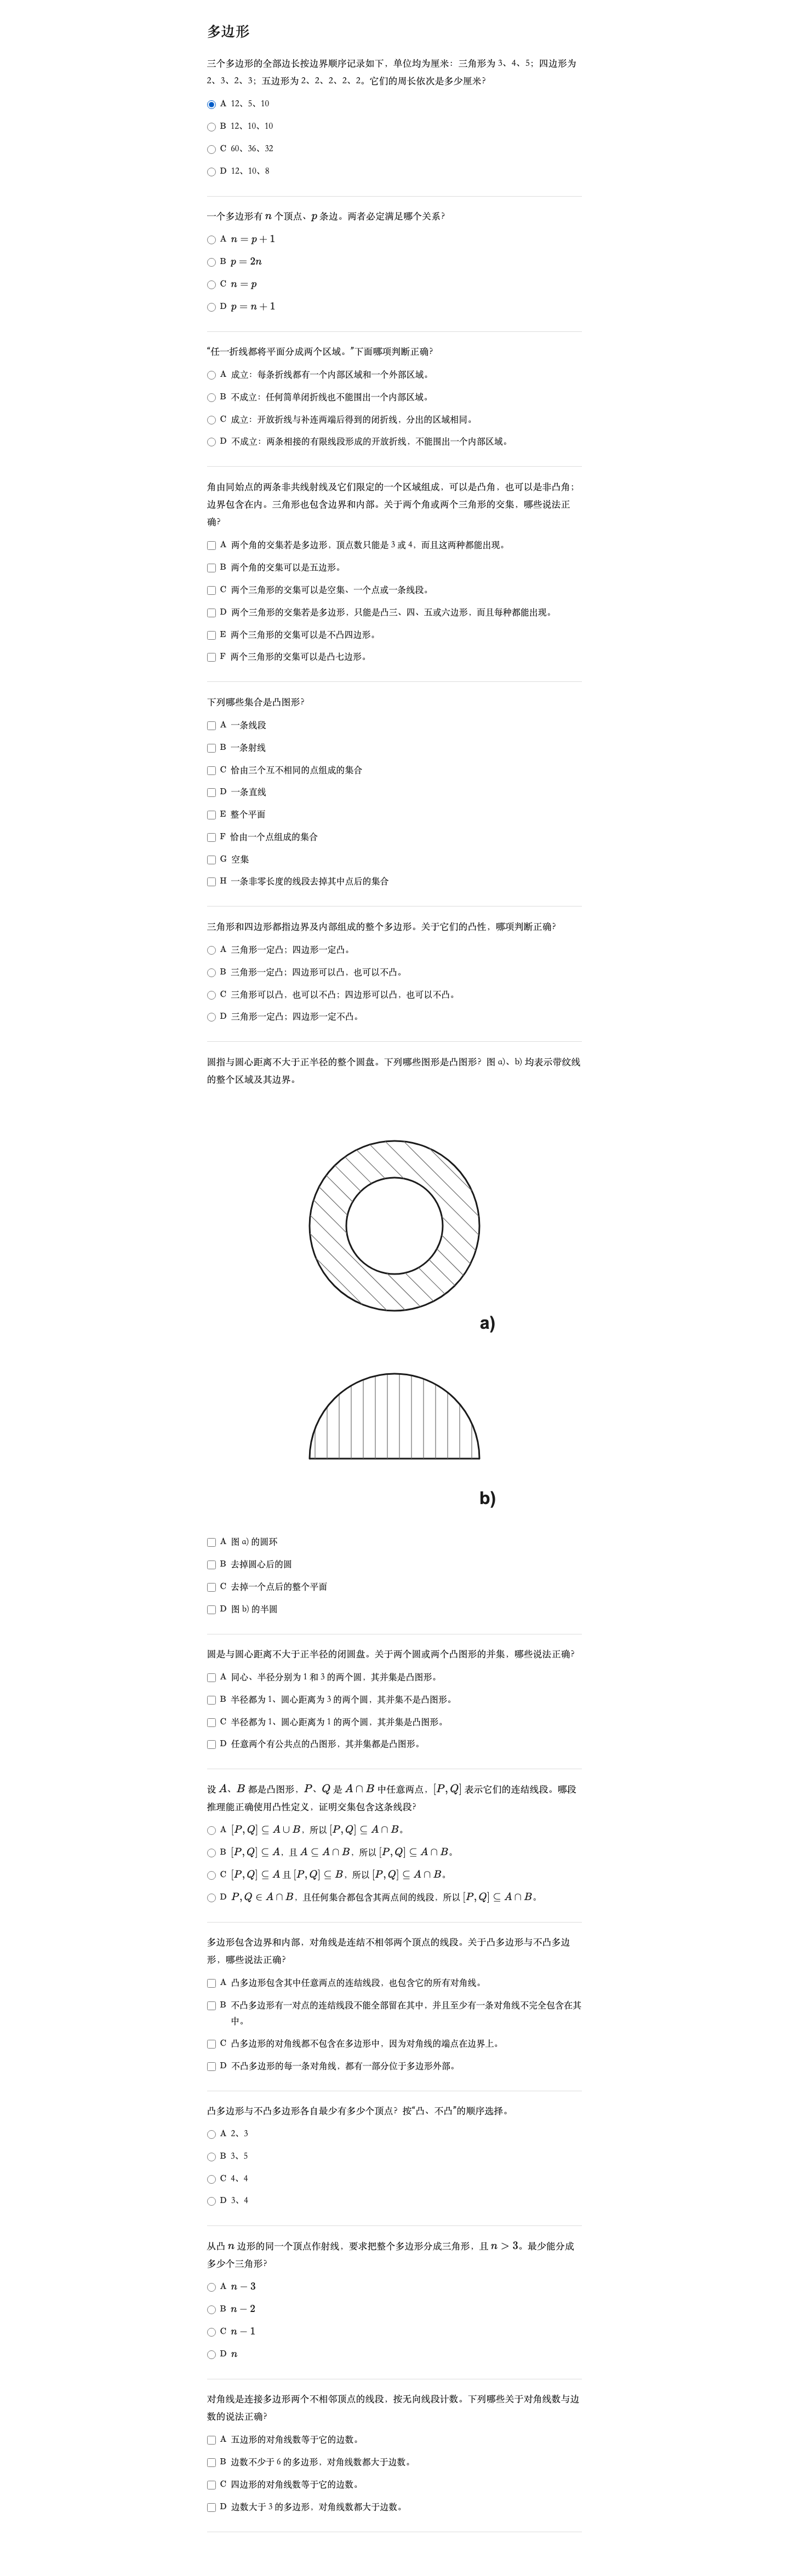 多边形
三个多边形的全部边长按边界顺序记录如下，单位均为厘米：三角形为 3、4、5；四边形为
2、3、2、3；五边形为 2、2、2、2、2。它们的周长依次是多少厘米？
A 12、5、10
B 12、10、10
C 60、36、32
D 12、10、8
一个多边形有 n 个顶点、p 条边。两者必定满足哪个关系？
A n = p + 1
B p = 2n
C n = p
D p = n + 1
“任一折线都将平面分成两个区域。”下面哪项判断正确？
A 成立：每条折线都有一个内部区域和一个外部区域。
B 不成立：任何简单闭折线也不能围出一个内部区域。
C 成立：开放折线与补连两端后得到的闭折线，分出的区域相同。
D 不成立：两条相接的有限线段形成的开放折线，不能围出一个内部区域。
角由同始点的两条非共线射线及它们限定的一个区域组成，可以是凸角，也可以是非凸角；
边界包含在内。三角形也包含边界和内部。关于两个角或两个三角形的交集，哪些说法正
确？
A 两个角的交集若是多边形，顶点数只能是 3 或 4，而且这两种都能出现。
B 两个角的交集可以是五边形。
C 两个三角形的交集可以是空集、一个点或一条线段。
D 两个三角形的交集若是多边形，只能是凸三、四、五或六边形，而且每种都能出现。
E 两个三角形的交集可以是不凸四边形。
F 两个三角形的交集可以是凸七边形。
下列哪些集合是凸图形？
A 一条线段
B 一条射线
C 恰由三个互不相同的点组成的集合
D 一条直线
E 整个平面
F 恰由一个点组成的集合
G 空集
H 一条非零长度的线段去掉其中点后的集合
三角形和四边形都指边界及内部组成的整个多边形。关于它们的凸性，哪项判断正确？
A 三角形一定凸；四边形一定凸。
B 三角形一定凸；四边形可以凸，也可以不凸。
C 三角形可以凸，也可以不凸；四边形可以凸，也可以不凸。
D 三角形一定凸；四边形一定不凸。
圆指与圆心距离不大于正半径的整个圆盘。下列哪些图形是凸图形？图 a)、b) 均表示带纹线
的整个区域及其边界。
a)
b)
A 图 a) 的圆环
B 去掉圆心后的圆
C 去掉一个点后的整个平面
D 图 b) 的半圆
圆是与圆心距离不大于正半径的闭圆盘。关于两个圆或两个凸图形的并集，哪些说法正确？
A 同心、半径分别为 1 和 3 的两个圆，其并集是凸图形。
B 半径都为 1、圆心距离为 3 的两个圆，其并集不是凸图形。
C 半径都为 1、圆心距离为 1 的两个圆，其并集是凸图形。
D 任意两个有公共点的凸图形，其并集都是凸图形。
设 A、B 都是凸图形，P、Q 是 A ∩ B 中任意两点，[P, Q] 表示它们的连结线段。哪段
推理能正确使用凸性定义，证明交集包含这条线段？
A [P, Q] ⊆ A ∪ B，所以 [P, Q] ⊆ A ∩ B。
B [P, Q] ⊆ A，且 A ⊆ A ∩ B，所以 [P, Q] ⊆ A ∩ B。
C [P, Q] ⊆ A 且 [P, Q] ⊆ B，所以 [P, Q] ⊆ A ∩ B。
D P, Q ∈ A ∩ B，且任何集合都包含其两点间的线段，所以 [P, Q] ⊆ A ∩ B。
多边形包含边界和内部，对角线是连结不相邻两个顶点的线段。关于凸多边形与不凸多边
形，哪些说法正确？
A 凸多边形包含其中任意两点的连结线段，也包含它的所有对角线。
B 不凸多边形有一对点的连结线段不能全部留在其中，并且至少有一条对角线不完全包含在其
中。
C 凸多边形的对角线都不包含在多边形中，因为对角线的端点在边界上。
D 不凸多边形的每一条对角线，都有一部分位于多边形外部。
凸多边形与不凸多边形各自最少有多少个顶点？按“凸、不凸”的顺序选择。
A 2、3
B 3、5
C 4、4
D 3、4
从凸 n 边形的同一个顶点作射线，要求把整个多边形分成三角形，且 n > 3。最少能分成
多少个三角形？
A n − 3
B n − 2
C n − 1
D n
对角线是连接多边形两个不相邻顶点的线段，按无向线段计数。下列哪些关于对角线数与边
数的说法正确？
A 五边形的对角线数等于它的边数。
B 边数不少于 6 的多边形，对角线数都大于边数。
C 四边形的对角线数等于它的边数。
D 边数大于 3 的多边形，对角线数都大于边数。